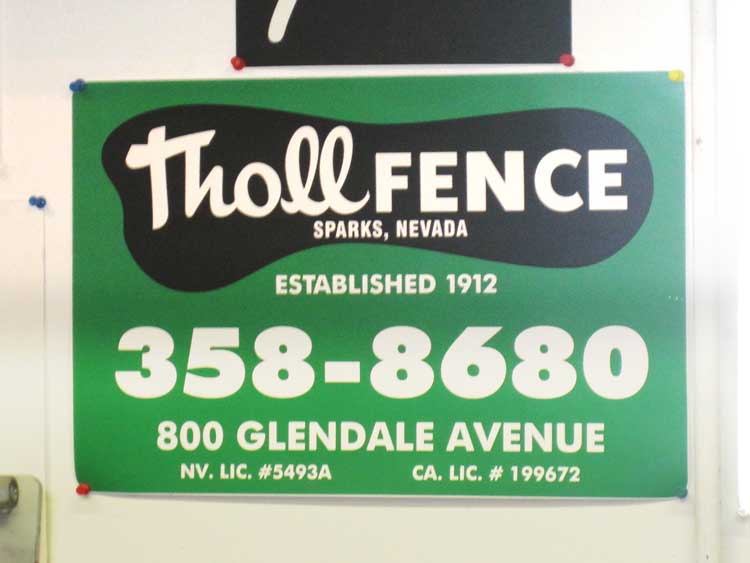 Tholl FENCE
SPARKS, NEVADA
ESTABLISHED 1912
358-8680
800 GLENDALE AVENUE
NV. LIC. #5493A CA. LIC. # 199672